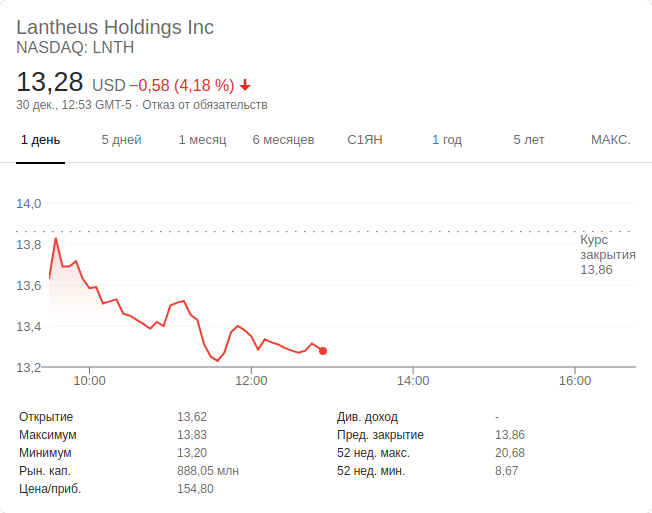 Lantheus Holdings Inc
NASDAQ: LNTH
13,28 USD −0,58 (4,18 %)
30 дек., 12:53 GMT-5 · Отказ от обязательств
1 день 5 дней 1 месяц 6 месяцев С1ЯН 1 год 5 лет МАКС.
14,0
13,8
13,6
13,4
13,2
Курс
закрытия
13,86
10:00 12:00 14:00 16:00
Открытие 13,62
Максимум 13,83
Минимум 13,20
Рын. кап. 888,05 млн
Цена/приб. 154,80
Див. доход -
Пред. закрытие 13,86
52 нед. макс. 20,68
52 нед. мин. 8,67